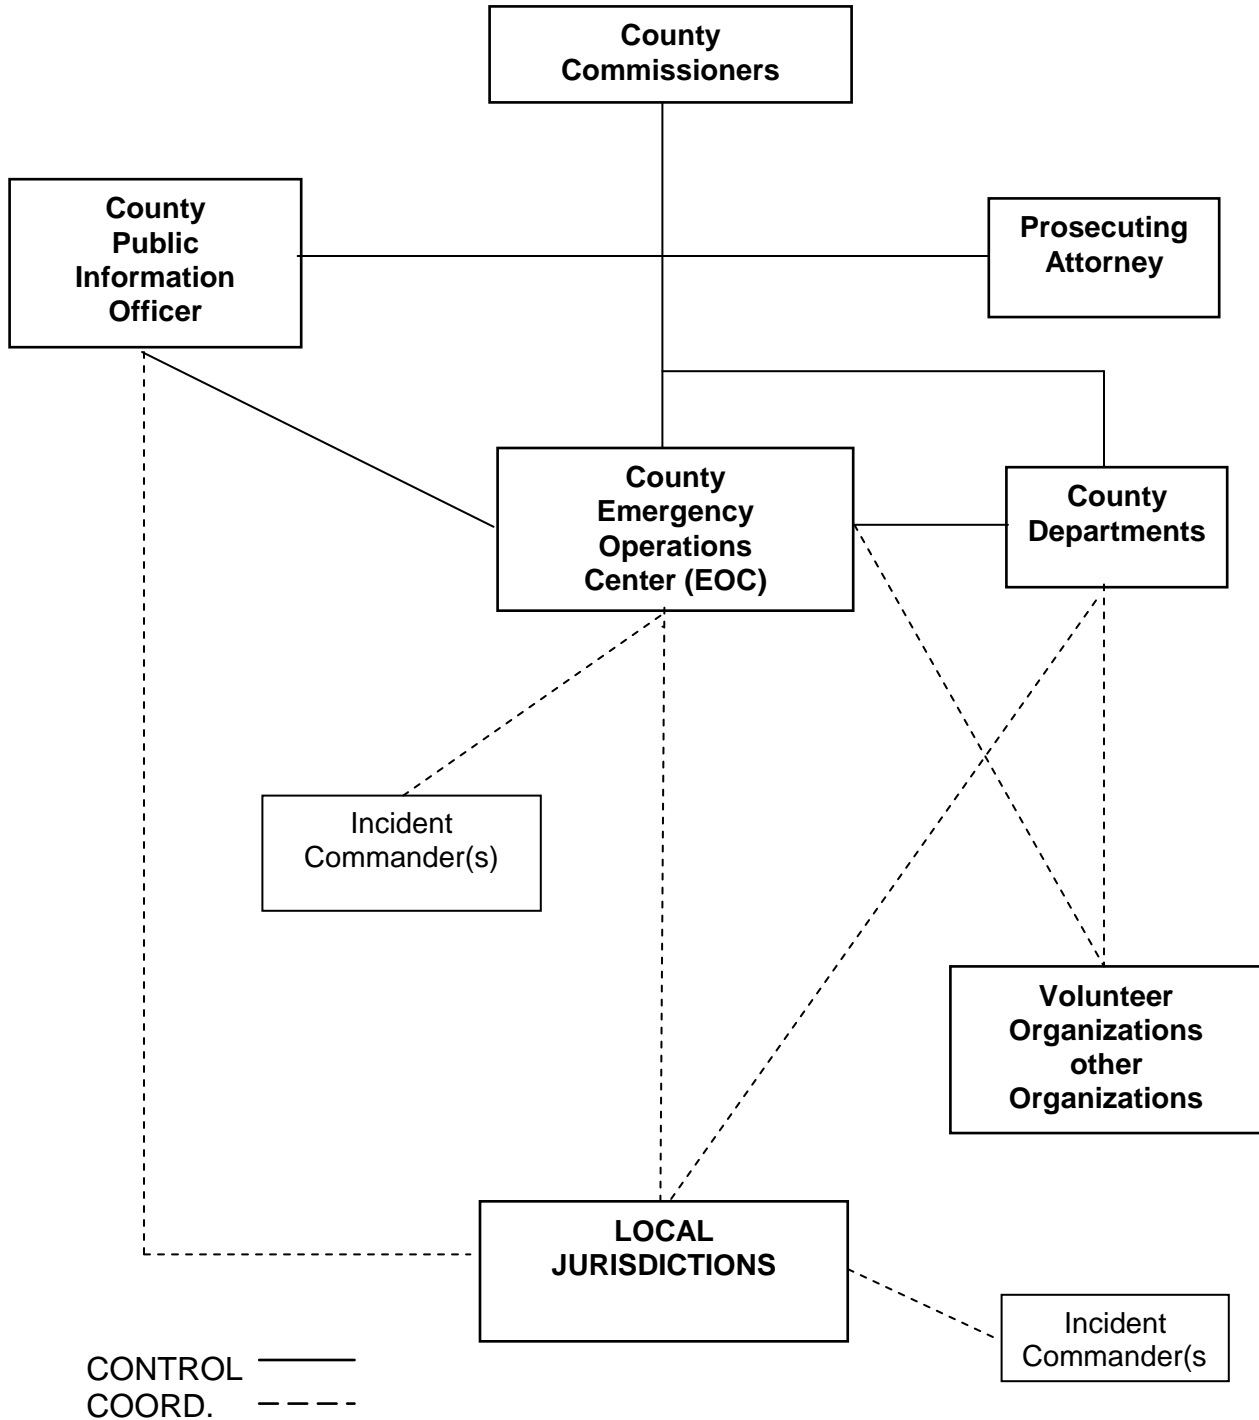 County
Commissioners
County
Public
Information
Officer
Prosecuting
Attorney
County
Emergency
Operations
Center (EOC)
County
Departments
Incident
Commander(s)
Volunteer
Organizations
other
Organizations
LOCAL
JURISDICTIONS
Incident
Commander(s
CONTROL
COORD.